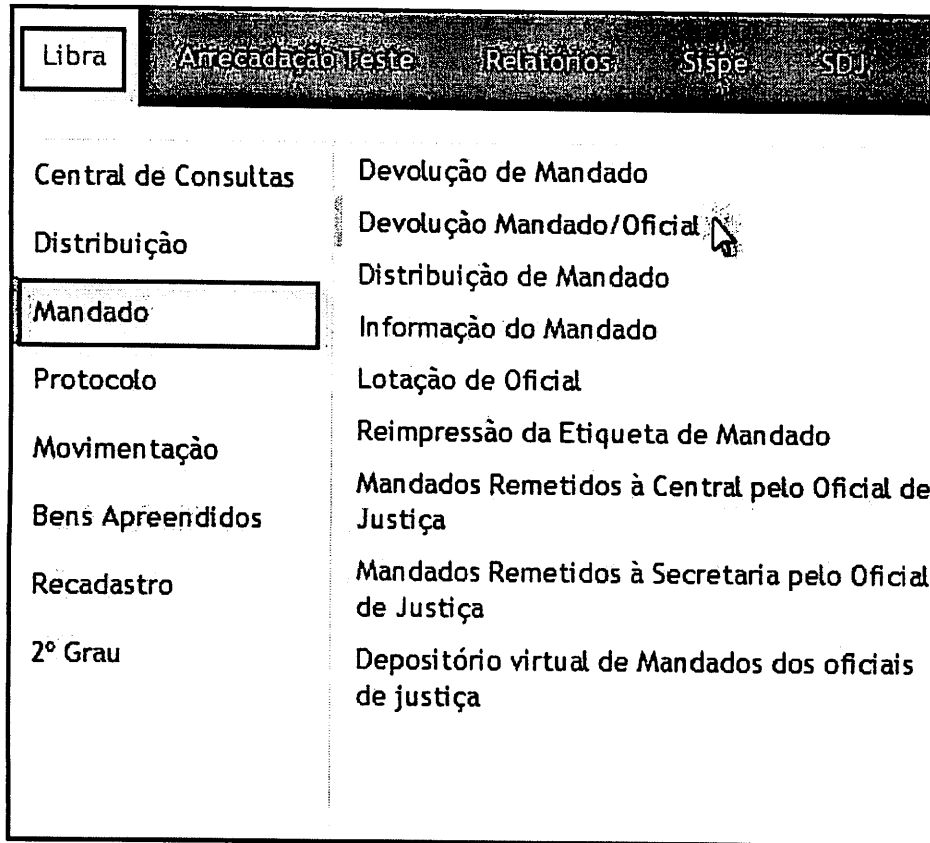 Libra Arrecadação Teste Relatórios Sispe SDJ
Central de Consultas
Distribuição
Mandado
Protocolo
Movimentação
Bens Apreendidos
Recadastro
2º Grau
Devolução de Mandado
Devolução Mandado/Oficial
Distribuição de Mandado
Informação do Mandado
Lotação de Oficial
Reimpressão da Etiqueta de Mandado
Mandados Remetidos à Central pelo Oficial de
Justiça
Mandados Remetidos à Secretaria pelo Oficial
de Justiça
Depositório virtual de Mandados dos oficiais
de justiça